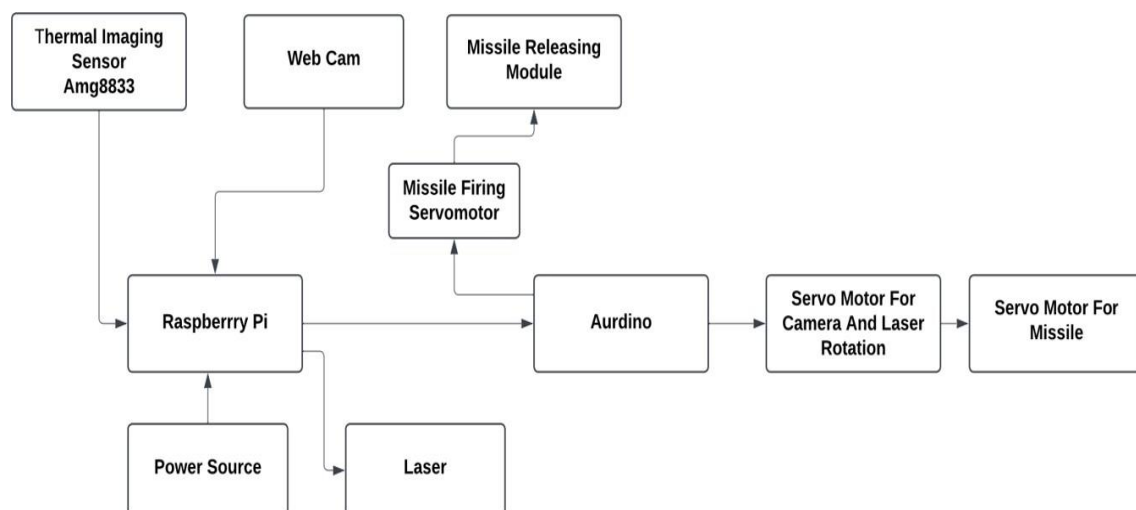 Thermal Imaging
Sensor
Amg8833
Web Cam
Missile Releasing
Module
Missile Firing
Servomotor
Raspberrry Pi
Aurdino
Servo Motor For
Camera And Laser
Rotation
Servo Motor For
Missile
Power Source
Laser